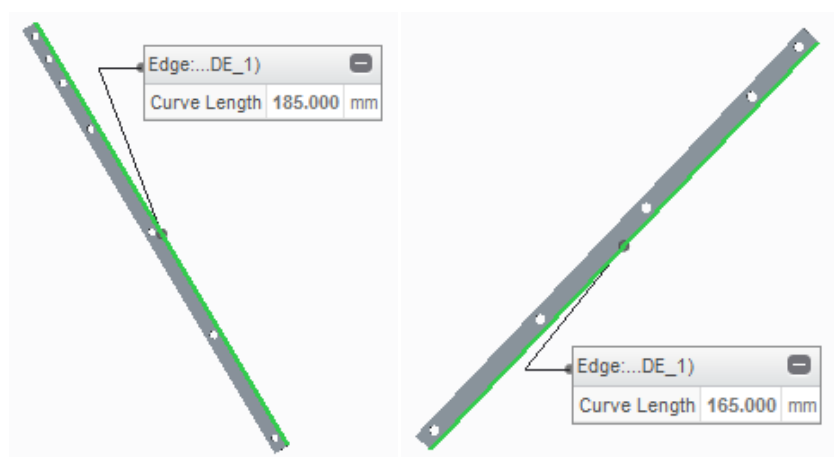 Edge:...DE_1)
Curve Length 185.000 mm
Edge:...DE_1)
Curve Length 165.000 mm